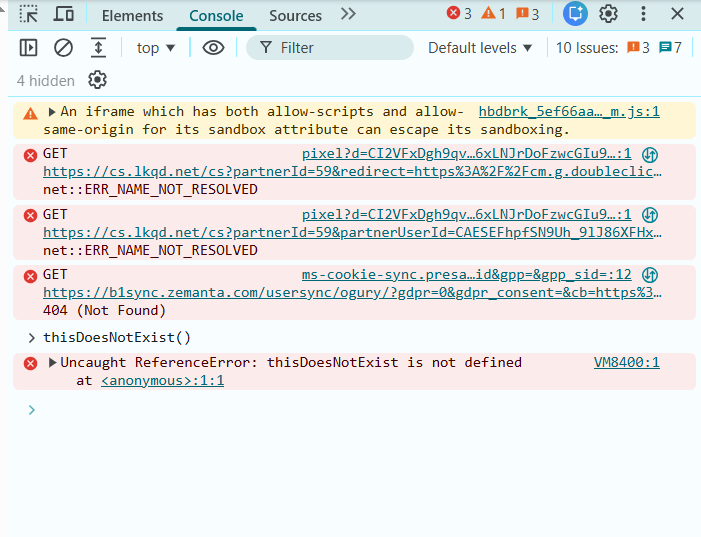 Elements Console Sources 3 1 3
top Filter Default levels 10 Issues: 3 7
4 hidden
An iframe which has both allow-scripts and allow- hbdbrk_5ef66aa…_m.js:1
same-origin for its sandbox attribute can escape its sandboxing.
GET pixel?d=CI2VFxDgh9qv…6xLNJrDoFzwcGIu9…:1
https://cs.lkqd.net/cs?partnerId=59&redirect=https%3A%2F%2Fcm.g.doubleclic…
net::ERR_NAME_NOT_RESOLVED
GET pixel?d=CI2VFxDgh9qv…6xLNJrDoFzwcGIu9…:1
https://cs.lkqd.net/cs?partnerId=59&partnerUserId=CAESEFhpfSN9Uh_9lJ86XFHx…
net::ERR_NAME_NOT_RESOLVED
GET ms-cookie-sync.presa…id&gpp=&gpp_sid=:12
https://b1sync.zemanta.com/usersync/ogury/?gdpr=0&gdpr_consent=&cb=https%3…
404 (Not Found)
thisDoesNotExist()
Uncaught ReferenceError: thisDoesNotExist is not defined VM8400:1
at <anonymous>:1:1